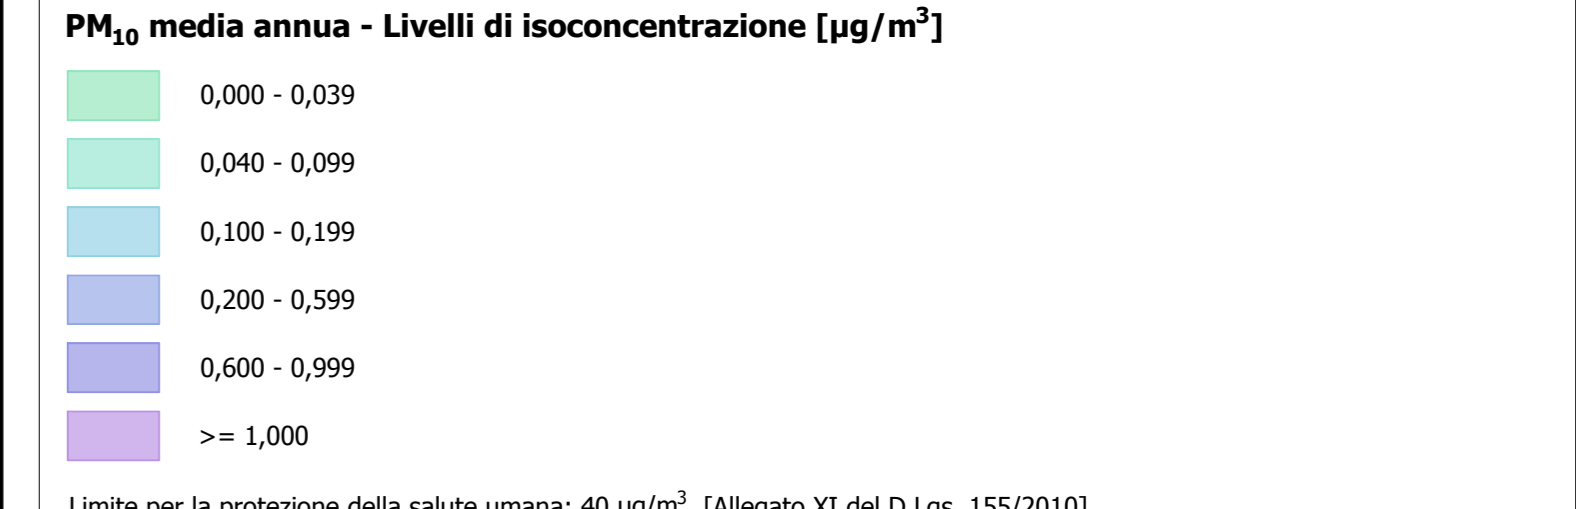 PM₁₀ media annua - Livelli di isoconcentrazione [µg/m³]
0,000 - 0,039
0,040 - 0,099
0,100 - 0,199
0,200 - 0,599
0,600 - 0,999
>= 1,000
Limite per la protezione della salute umana: 40 µg/m³ [Allegato XI del D.Lgs. 155/2010]